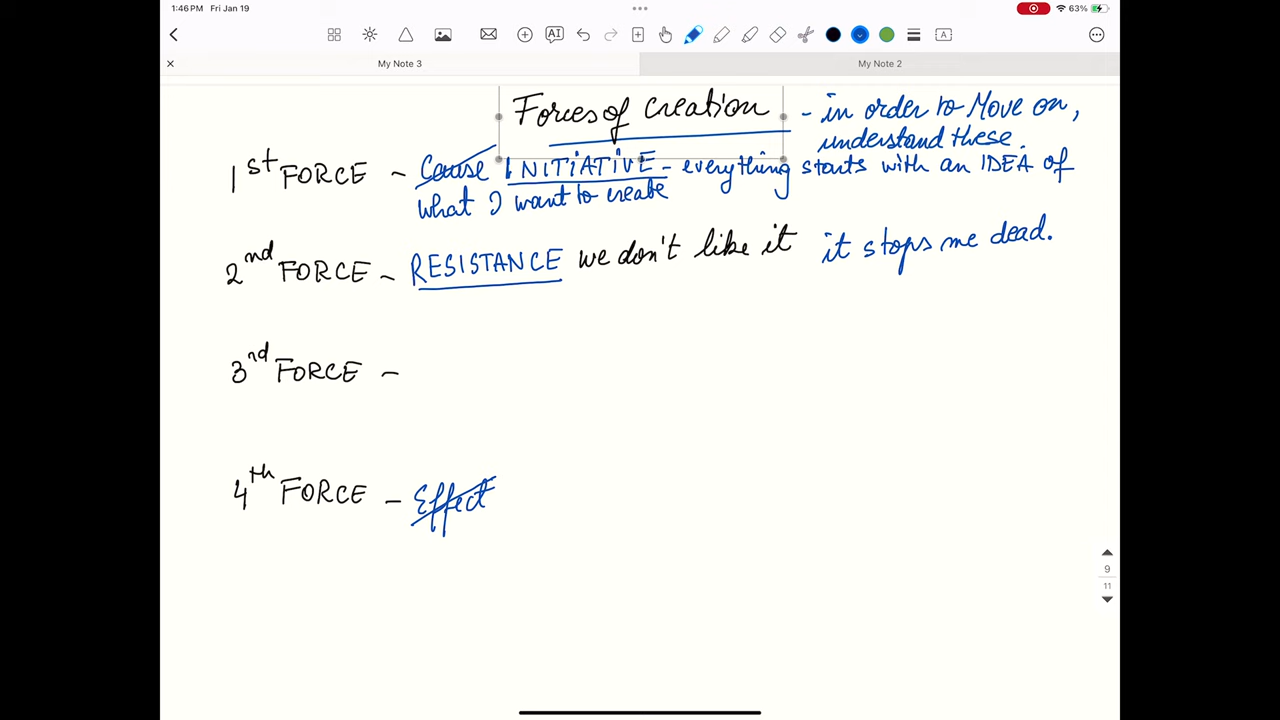 1:46 PM Fri Jan 19
63%
AI
A
My Note 3
My Note 2
Forces of creation - in order to Move on,
understand these.
1st FORCE - Cause INITIATIVE - everything starts with an IDEA of
what I want to create
2nd FORCE - RESISTANCE we don't like it it stops me dead.
3rd FORCE -
4th FORCE - Effect
9
11